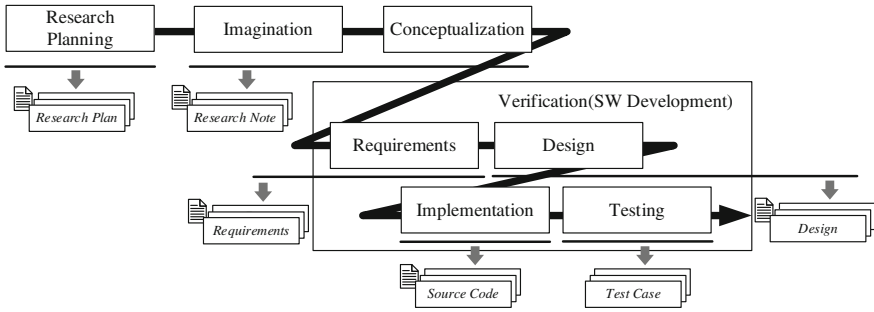 Research
Planning
Imagination
Conceptualization
Research Plan
Research Note
Verification(SW Development)
Requirements
Design
Implementation
Testing
Requirements
Design
Source Code
Test Case